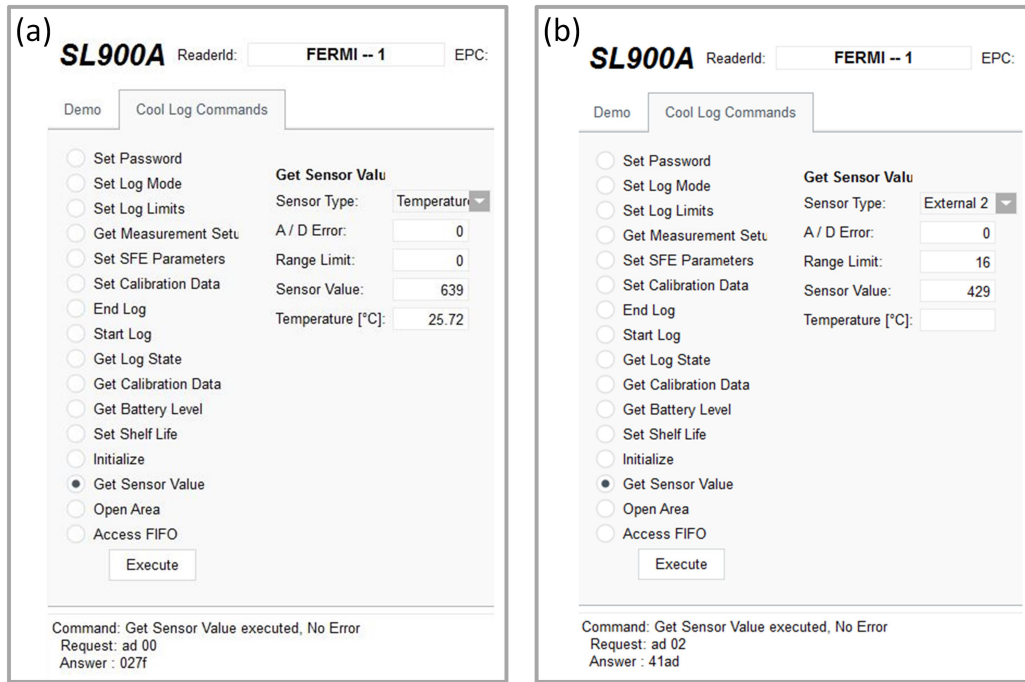 (a)
SL900A ReaderId: FERMI -- 1 EPC:
Demo Cool Log Commands
Set Password
Set Log Mode
Set Log Limits
Get Measurement Setu
Set SFE Parameters
Set Calibration Data
End Log
Start Log
Get Log State
Get Calibration Data
Get Battery Level
Set Shelf Life
Initialize
Get Sensor Value
Open Area
Access FIFO
Execute
Get Sensor Valu
Sensor Type: Temperatur
A / D Error: 0
Range Limit: 0
Sensor Value: 639
Temperature [°C]: 25.72
Command: Get Sensor Value executed, No Error
Request: ad 00
Answer : 027f
(b)
SL900A ReaderId: FERMI -- 1 EPC:
Demo Cool Log Commands
Set Password
Set Log Mode
Set Log Limits
Get Measurement Setu
Set SFE Parameters
Set Calibration Data
End Log
Start Log
Get Log State
Get Calibration Data
Get Battery Level
Set Shelf Life
Initialize
Get Sensor Value
Open Area
Access FIFO
Execute
Get Sensor Valu
Sensor Type: External 2
A / D Error: 0
Range Limit: 16
Sensor Value: 429
Temperature [°C]:
Command: Get Sensor Value executed, No Error
Request: ad 02
Answer : 41ad